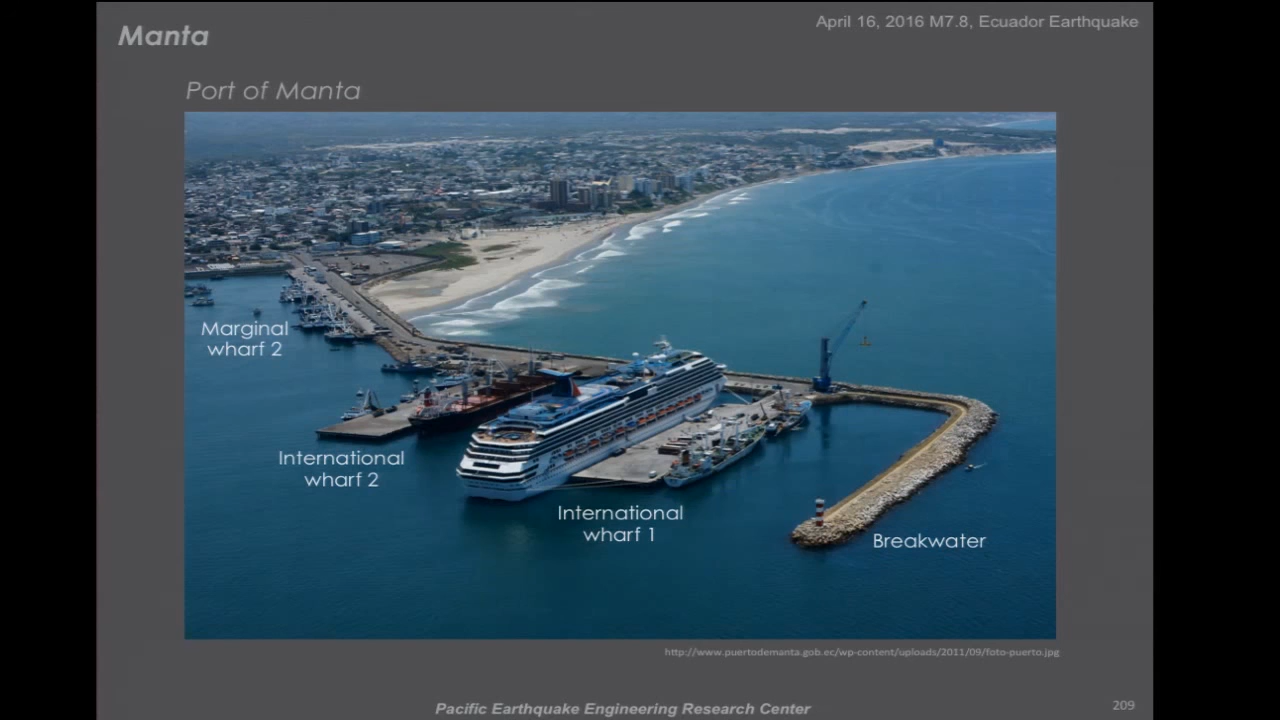 Manta
April 16, 2016 M7.8, Ecuador Earthquake
Port of Manta
Marginal
wharf 2
International
wharf 2
International
wharf 1
Breakwater
http://www.puertodemanta.gob.ec/wp-content/uploads/2011/09/foto-puerto.jpg
Pacific Earthquake Engineering Research Center
209